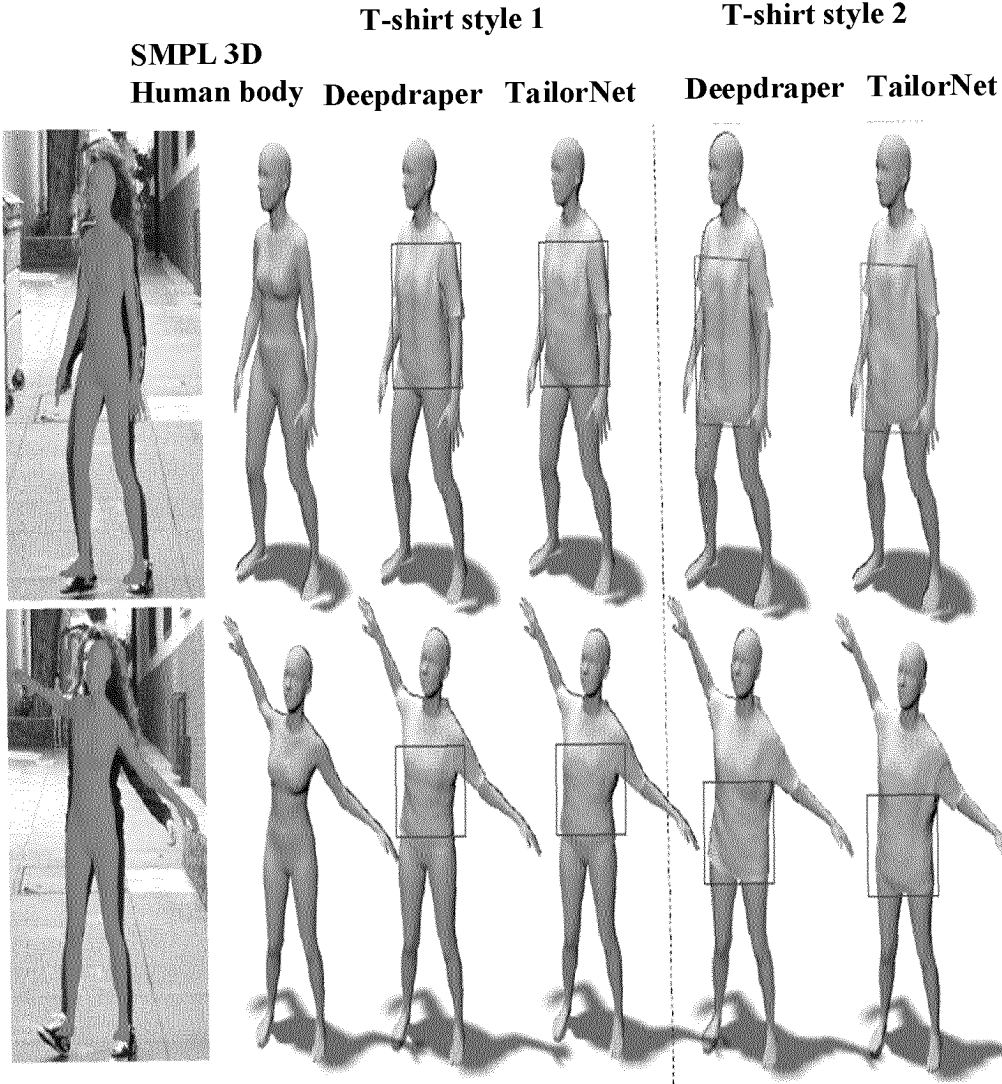 T-shirt style 1
T-shirt style 2
SMPL 3D
Human body
Deepdraper
TailorNet
Deepdraper
TailorNet